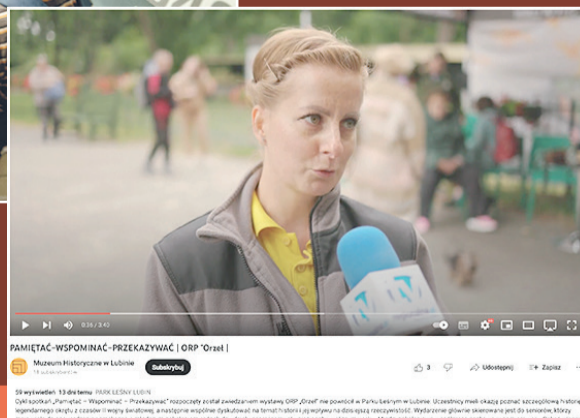 0:36 / 3:43
PAMIĘTAĆ-WSPOMINAĆ-PRZEKAZYWAĆ | ORP "Orzeł |
Muzeum Historyczne w Lubinie
Subskrybuj
3
Udostępnij
Zapisz
59 wyświetleń 13 dni temu PARK LEŚNY LUBIN
Cykl spotkań „Pamiętać – Wspominać – Przekazywać" rozpoczęty został zwiedzaniem wystawy ORP „Orzeł" nie powrócił w Parku Leśnym w Lubinie. Uczestnicy mieli okazję poznać szczegółową
legendarnego okrętu z czasów II wojny światowej, a następnie wspólnie dyskutować na temat historii i jej wpływu na dzisiejszą rzeczywistość. Wydarzenie głównie skierowane jest do seniorów, którzy